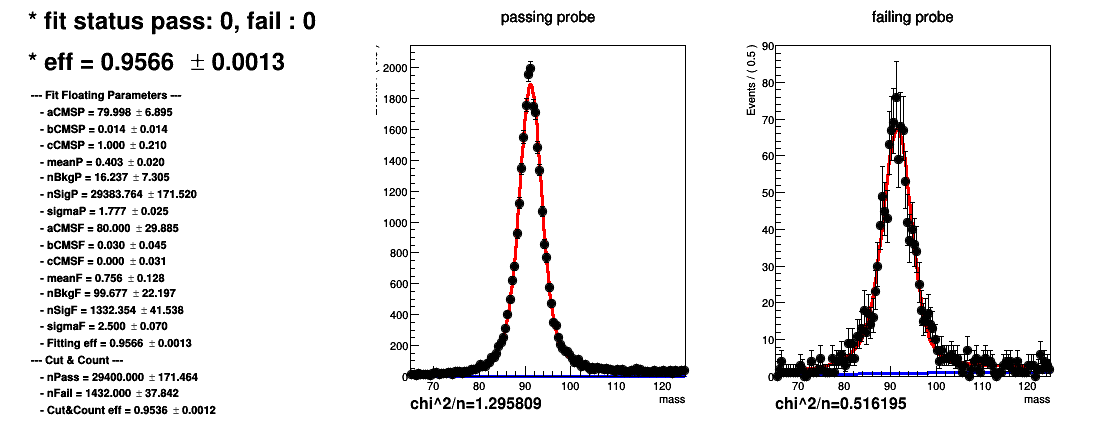 * fit status pass: 0, fail : 0
* eff = 0.9566 ± 0.0013
--- Fit Floating Parameters ---
- aCMSP = 79.998 ± 6.895
- bCMSP = 0.014 ± 0.014
- cCMSP = 1.000 ± 0.210
- meanP = 0.403 ± 0.020
- nBkgP = 16.237 ± 7.305
- nSigP = 29383.764 ± 171.520
- sigmaP = 1.777 ± 0.025
- aCMSF = 80.000 ± 29.885
- bCMSF = 0.030 ± 0.045
- cCMSF = 0.000 ± 0.031
- meanF = 0.756 ± 0.128
- nBkgF = 99.677 ± 22.197
- nSigF = 1332.354 ± 41.538
- sigmaF = 2.500 ± 0.070
- Fitting eff = 0.9566 ± 0.0013
--- Cut & Count ---
- nPass = 29400.000 ± 171.464
- nFail = 1432.000 ± 37.842
- Cut&Count eff = 0.9536 ± 0.0012
passing probe
2000
1800
1600
1400
1200
1000
800
600
400
200
0
70 80 90 100 110 120
mass
chi^2/n=1.295809
failing probe
Events / ( 0.5 )
90
80
70
60
50
40
30
20
10
0
70 80 90 100 110 120
mass
chi^2/n=0.516195